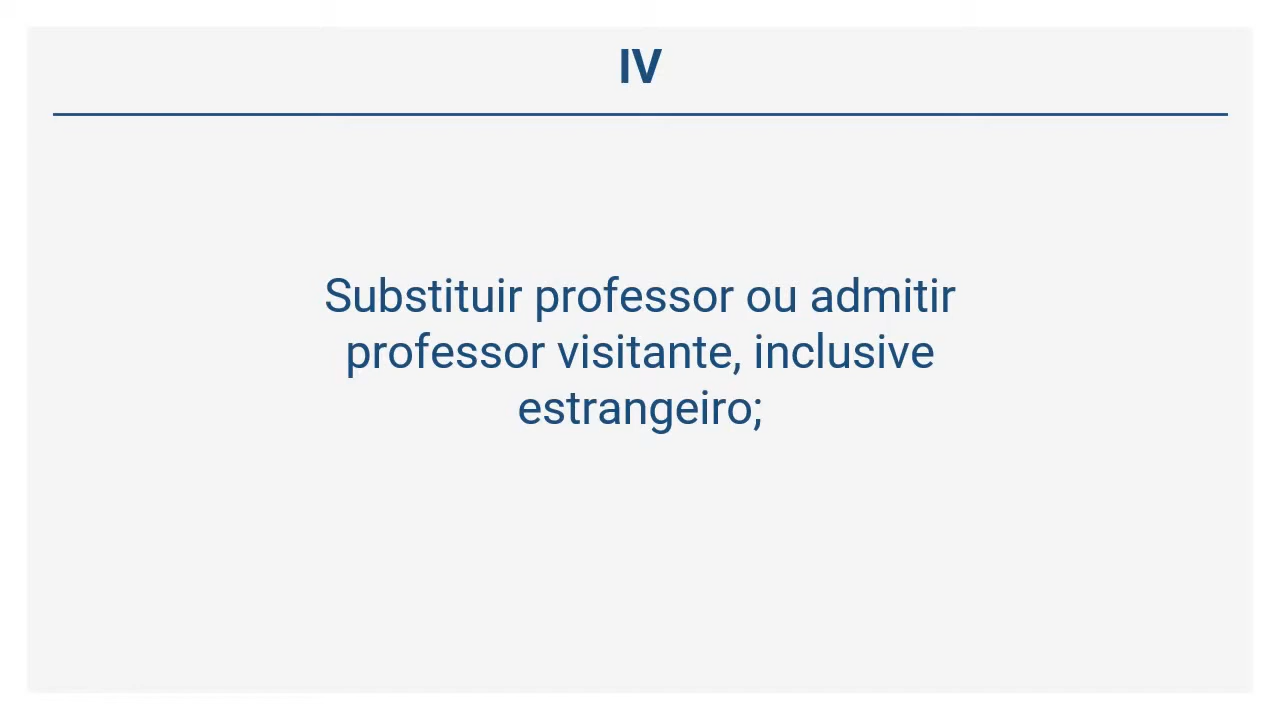 IV
Substituir professor ou admitir
professor visitante, inclusive
estrangeiro;